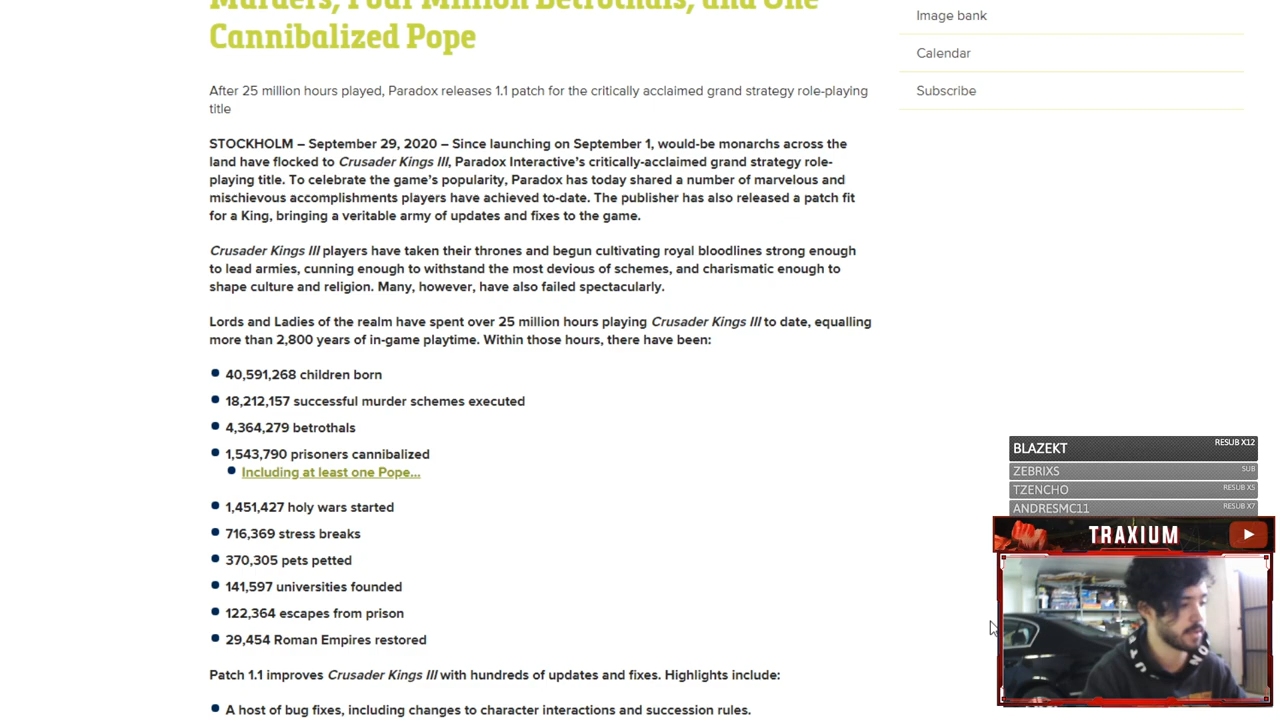 Murders, Four Million Betrothals, and One
Cannibalized Pope
After 25 million hours played, Paradox releases 1.1 patch for the critically acclaimed grand strategy role-playing
title
STOCKHOLM – September 29, 2020 – Since launching on September 1, would-be monarchs across the
land have flocked to Crusader Kings III, Paradox Interactive's critically-acclaimed grand strategy role-
playing title. To celebrate the game's popularity, Paradox has today shared a number of marvelous and
mischievous accomplishments players have achieved to-date. The publisher has also released a patch fit
for a King, bringing a veritable army of updates and fixes to the game.
Crusader Kings III players have taken their thrones and begun cultivating royal bloodlines strong enough
to lead armies, cunning enough to withstand the most devious of schemes, and charismatic enough to
shape culture and religion. Many, however, have also failed spectacularly.
Lords and Ladies of the realm have spent over 25 million hours playing Crusader Kings III to date, equalling
more than 2,800 years of in-game playtime. Within those hours, there have been:
40,591,268 children born
18,212,157 successful murder schemes executed
4,364,279 betrothals
1,543,790 prisoners cannibalized
Including at least one Pope...
1,451,427 holy wars started
716,369 stress breaks
370,305 pets petted
141,597 universities founded
122,364 escapes from prison
29,454 Roman Empires restored
Patch 1.1 improves Crusader Kings III with hundreds of updates and fixes. Highlights include:
A host of bug fixes, including changes to character interactions and succession rules.
Image bank
Calendar
Subscribe
BLAZEKT RESUB X12
ZEBRIXS SUB
TZENCHO RESUB X5
ANDRESMC11 RESUB X7
TRAXIUM